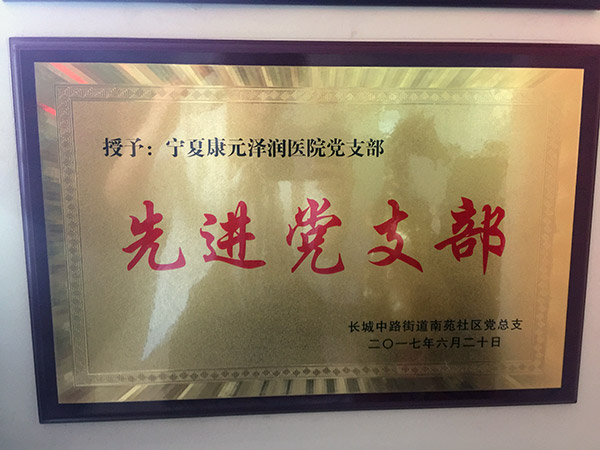 授予：宁夏康元泽润医院党支部
先进党支部
长城中路街道南苑社区党总支
二〇一七年六月二十日